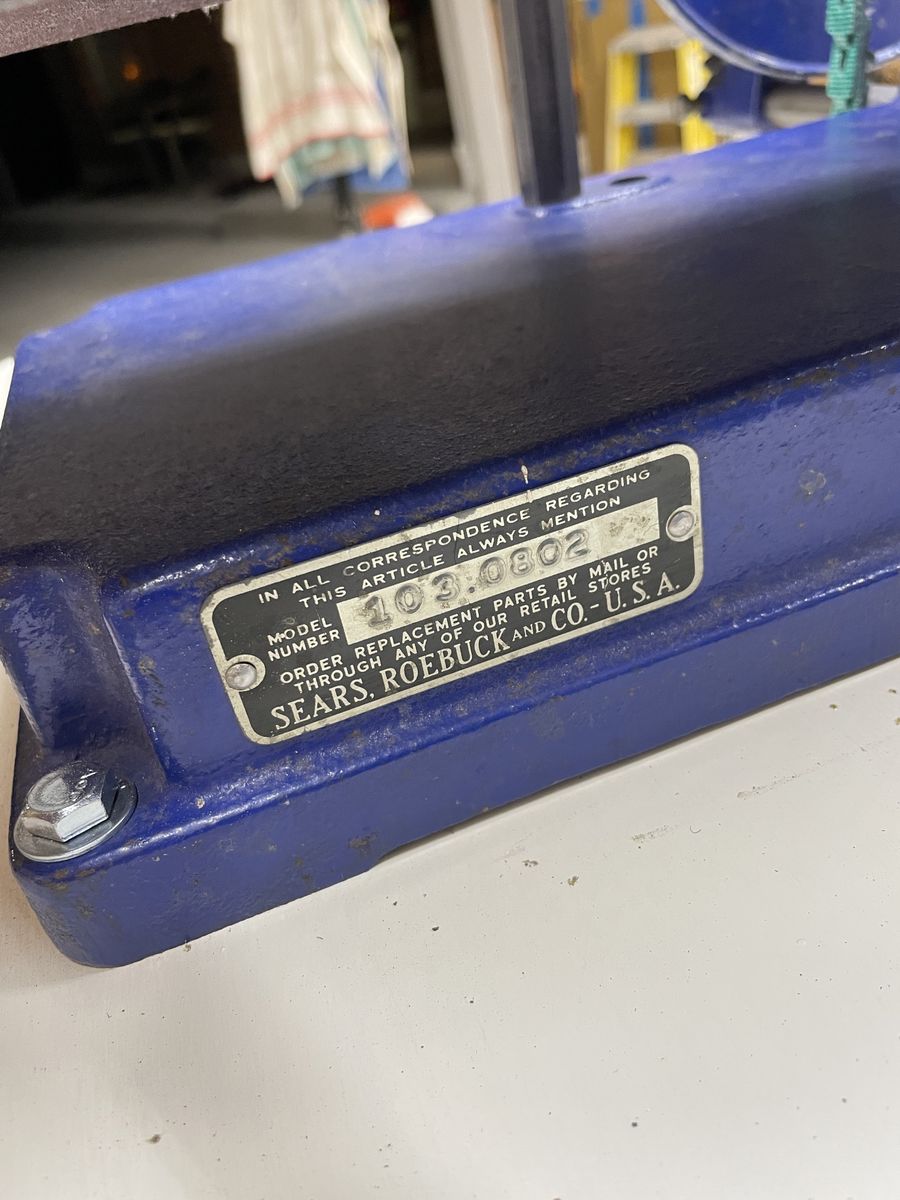 IN ALL CORRESPONDENCE REGARDING
THIS ARTICLE ALWAYS MENTION
MODEL NUMBER 103.0802
ORDER REPLACEMENT PARTS BY MAIL OR
THROUGH ANY OF OUR RETAIL STORES
SEARS, ROEBUCK AND CO.-U.S.A.